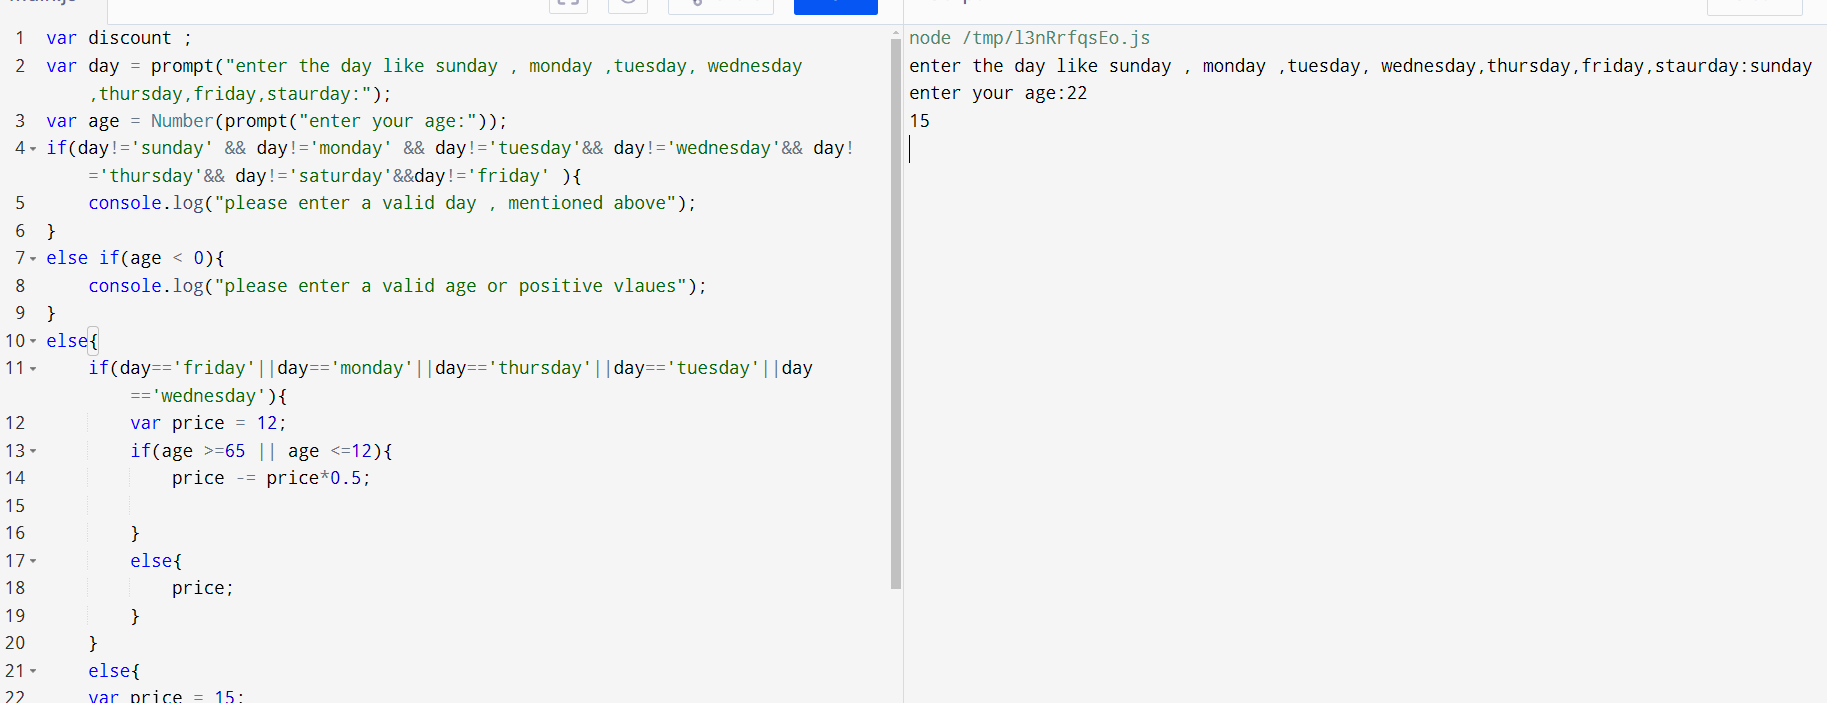 1 var discount ;
2 var day = prompt("enter the day like sunday , monday ,tuesday, wednesday
,thursday,friday,staurday:");
3 var age = Number(prompt("enter your age:"));
4 if(day!='sunday' && day!='monday' && day!='tuesday'&& day!='wednesday'&& day!
='thursday'&& day!='saturday'&&day!='friday' ){
5 console.log("please enter a valid day , mentioned above");
6 }
7 else if(age < 0){
8 console.log("please enter a valid age or positive vlaues");
9 }
10 else{
11 if(day=='friday'||day=='monday'||day=='thursday'||day=='tuesday'||day
=='wednesday'){
12 var price = 12;
13 if(age >=65 || age <=12){
14 price -= price*0.5;
15
16 }
17 else{
18 price;
19 }
20 }
21 else{
22 var price = 15;
node /tmp/l3nRrfqsEo.js
enter the day like sunday , monday ,tuesday, wednesday,thursday,friday,staurday:sunday
enter your age:22
15